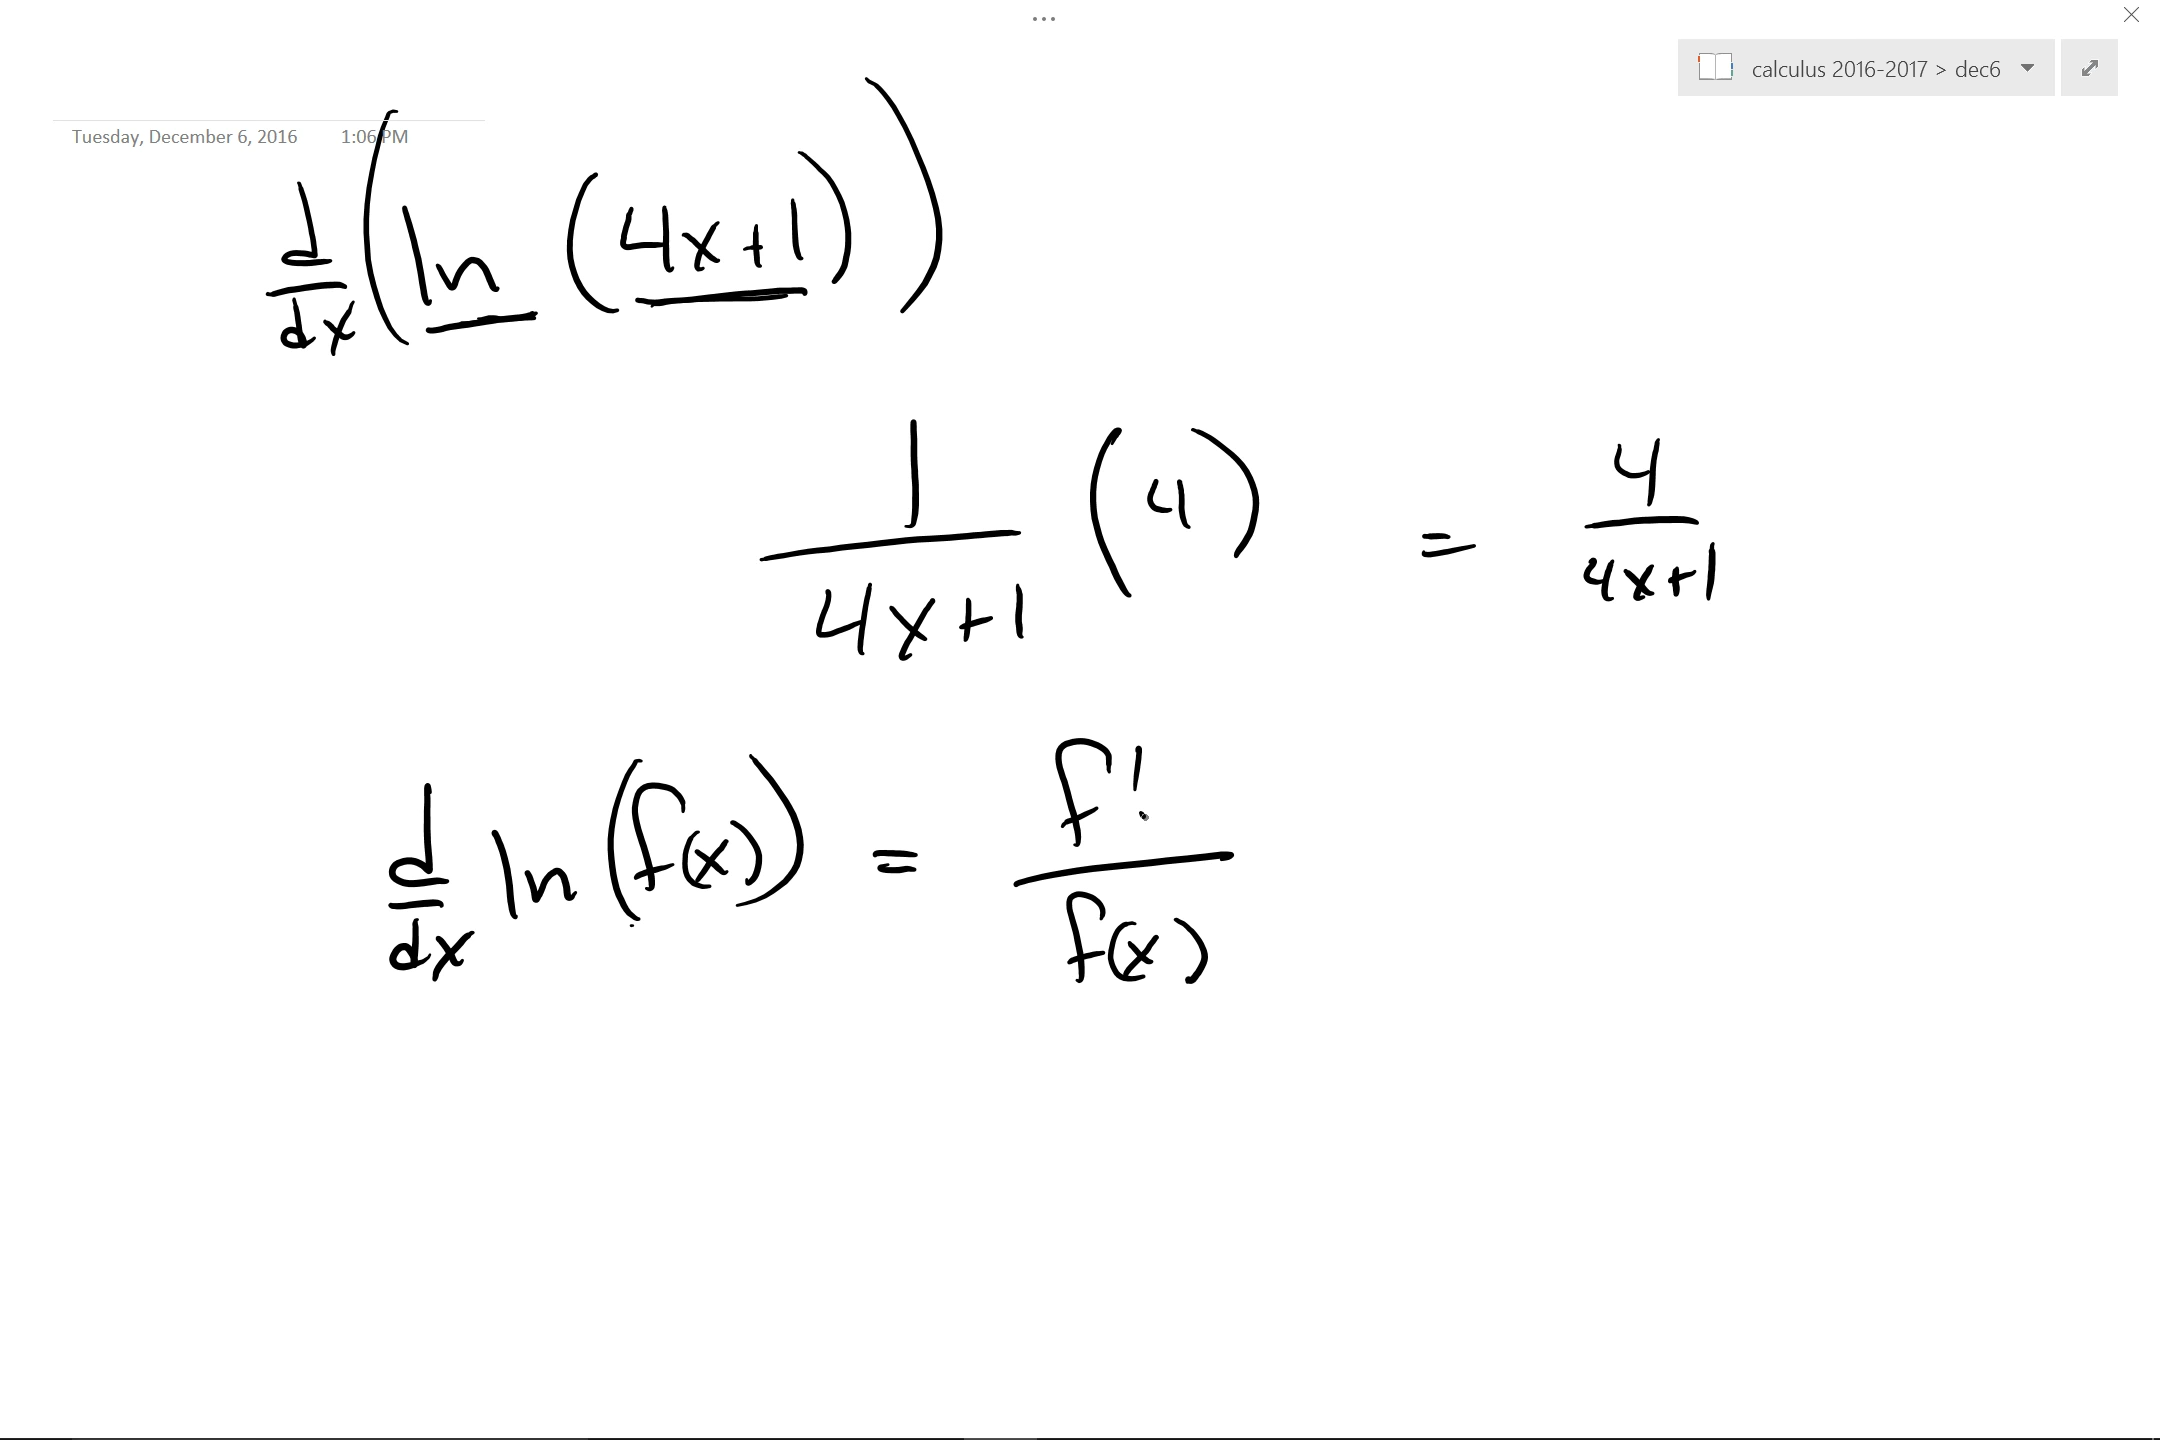 ...
calculus 2016-2017 > dec6
Tuesday, December 6, 2016 1:06 PM
d/dx (ln (4x+1))
1/(4x+1) (4) = 4/(4x+1)
d/dx ln (f(x)) = f'/f(x)